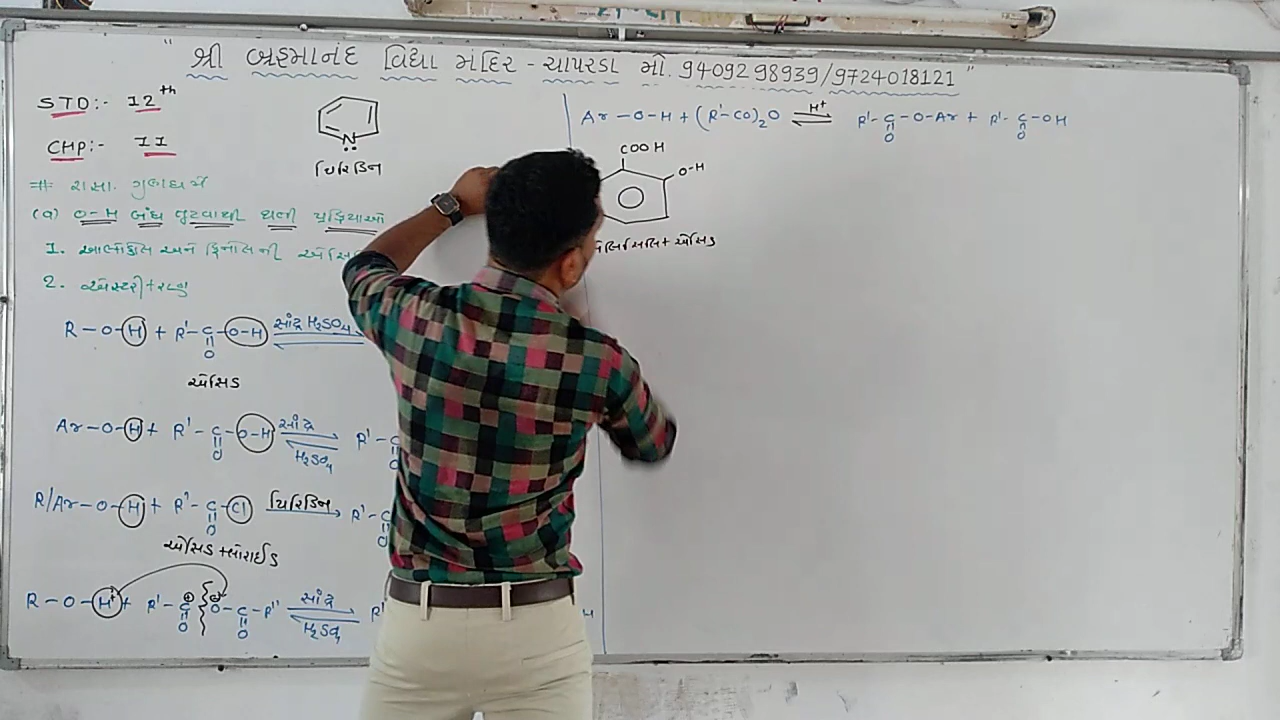 " શ્રી બ્રહ્માનંદ વિદ્યા મંદિર - ચાપરડા મો. 9409298939/9724018121 "
STD:- 12th
CHP:- II
N
પિરિડિન
# રાસા. ગુણધર્મ
(a) O-H બંધ તુટવાથી થતી પ્રક્રિયાઓ
1. આલ્કોહોલ અને ફિનોલ ની
2. એસ્ટરીકરણ
R-O-H + R'-C-O-H સાંદ્ર H2SO4
O
એસિડ
Ar-O-H + R'-C-O-H સાંદ્ર H2SO4 R'-C
O O
R/Ar-O-H + R'-C-Cl પિરિડિન R'-C
O O
એસિડ ક્લોરાઈડ
R-O-H+ + R'-C-O-C-R" સાંદ્ર H2SO4 R'
O O
Ar-O-H + (R'-CO)2O H+ R'-C-O-Ar + R'-C-OH
O O
COOH
O-H
એસિડ